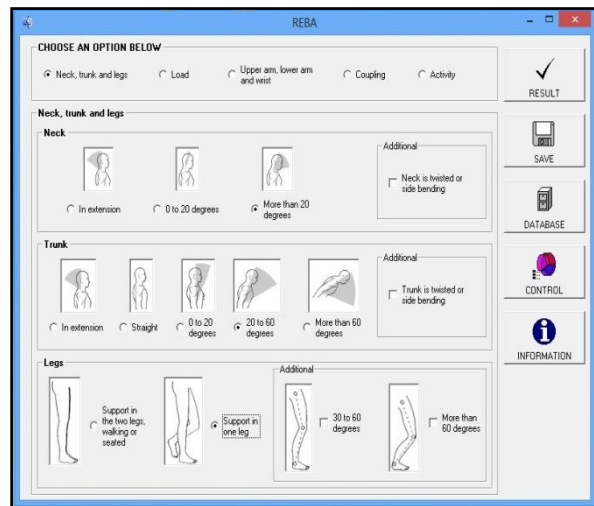 REBA
CHOOSE AN OPTION BELOW
Neck, trunk and legs
Load
Upper arm, lower arm
and wrist
Coupling
Activity
RESULT
SAVE
DATABASE
CONTROL
INFORMATION
Neck, trunk and legs
Neck
In extension
0 to 20 degrees
More than 20
degrees
Additional
Neck is twisted or
side bending
Trunk
In extension
Straight
0 to 20
degrees
20 to 60
degrees
More than 60
degrees
Additional
Trunk is twisted or
side bending
Legs
Support in
the two legs,
walking or
seated
Support in
one leg
Additional
30 to 60
degrees
More than
60 degrees